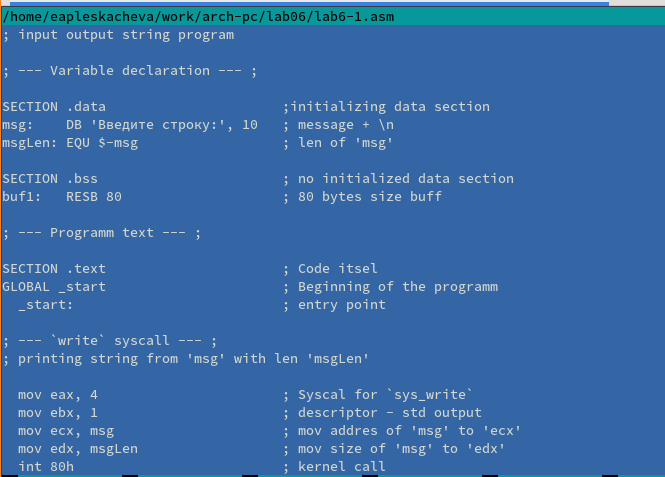 /home/eapleskacheva/work/arch-pc/lab06/lab6-1.asm
; input output string program
; --- Variable declaration --- ;
SECTION .data                      ;initializing data section
msg:    DB 'Введите строку:', 10   ; message + \n
msgLen: EQU $-msg                  ; len of 'msg'
SECTION .bss                       ; no initialized data section
buf1:   RESB 80                    ; 80 bytes size buff
; --- Programm text --- ;
SECTION .text                      ; Code itsel
GLOBAL _start                      ; Beginning of the programm
  _start:                          ; entry point
; --- `write` syscall --- ;
; printing string from 'msg' with len 'msgLen'
  mov eax, 4                       ; Syscal for `sys_write`
  mov ebx, 1                       ; descriptor - std output
  mov ecx, msg                     ; mov addres of 'msg' to 'ecx'
  mov edx, msgLen                  ; mov size of 'msg' to 'edx'
  int 80h                          ; kernel call